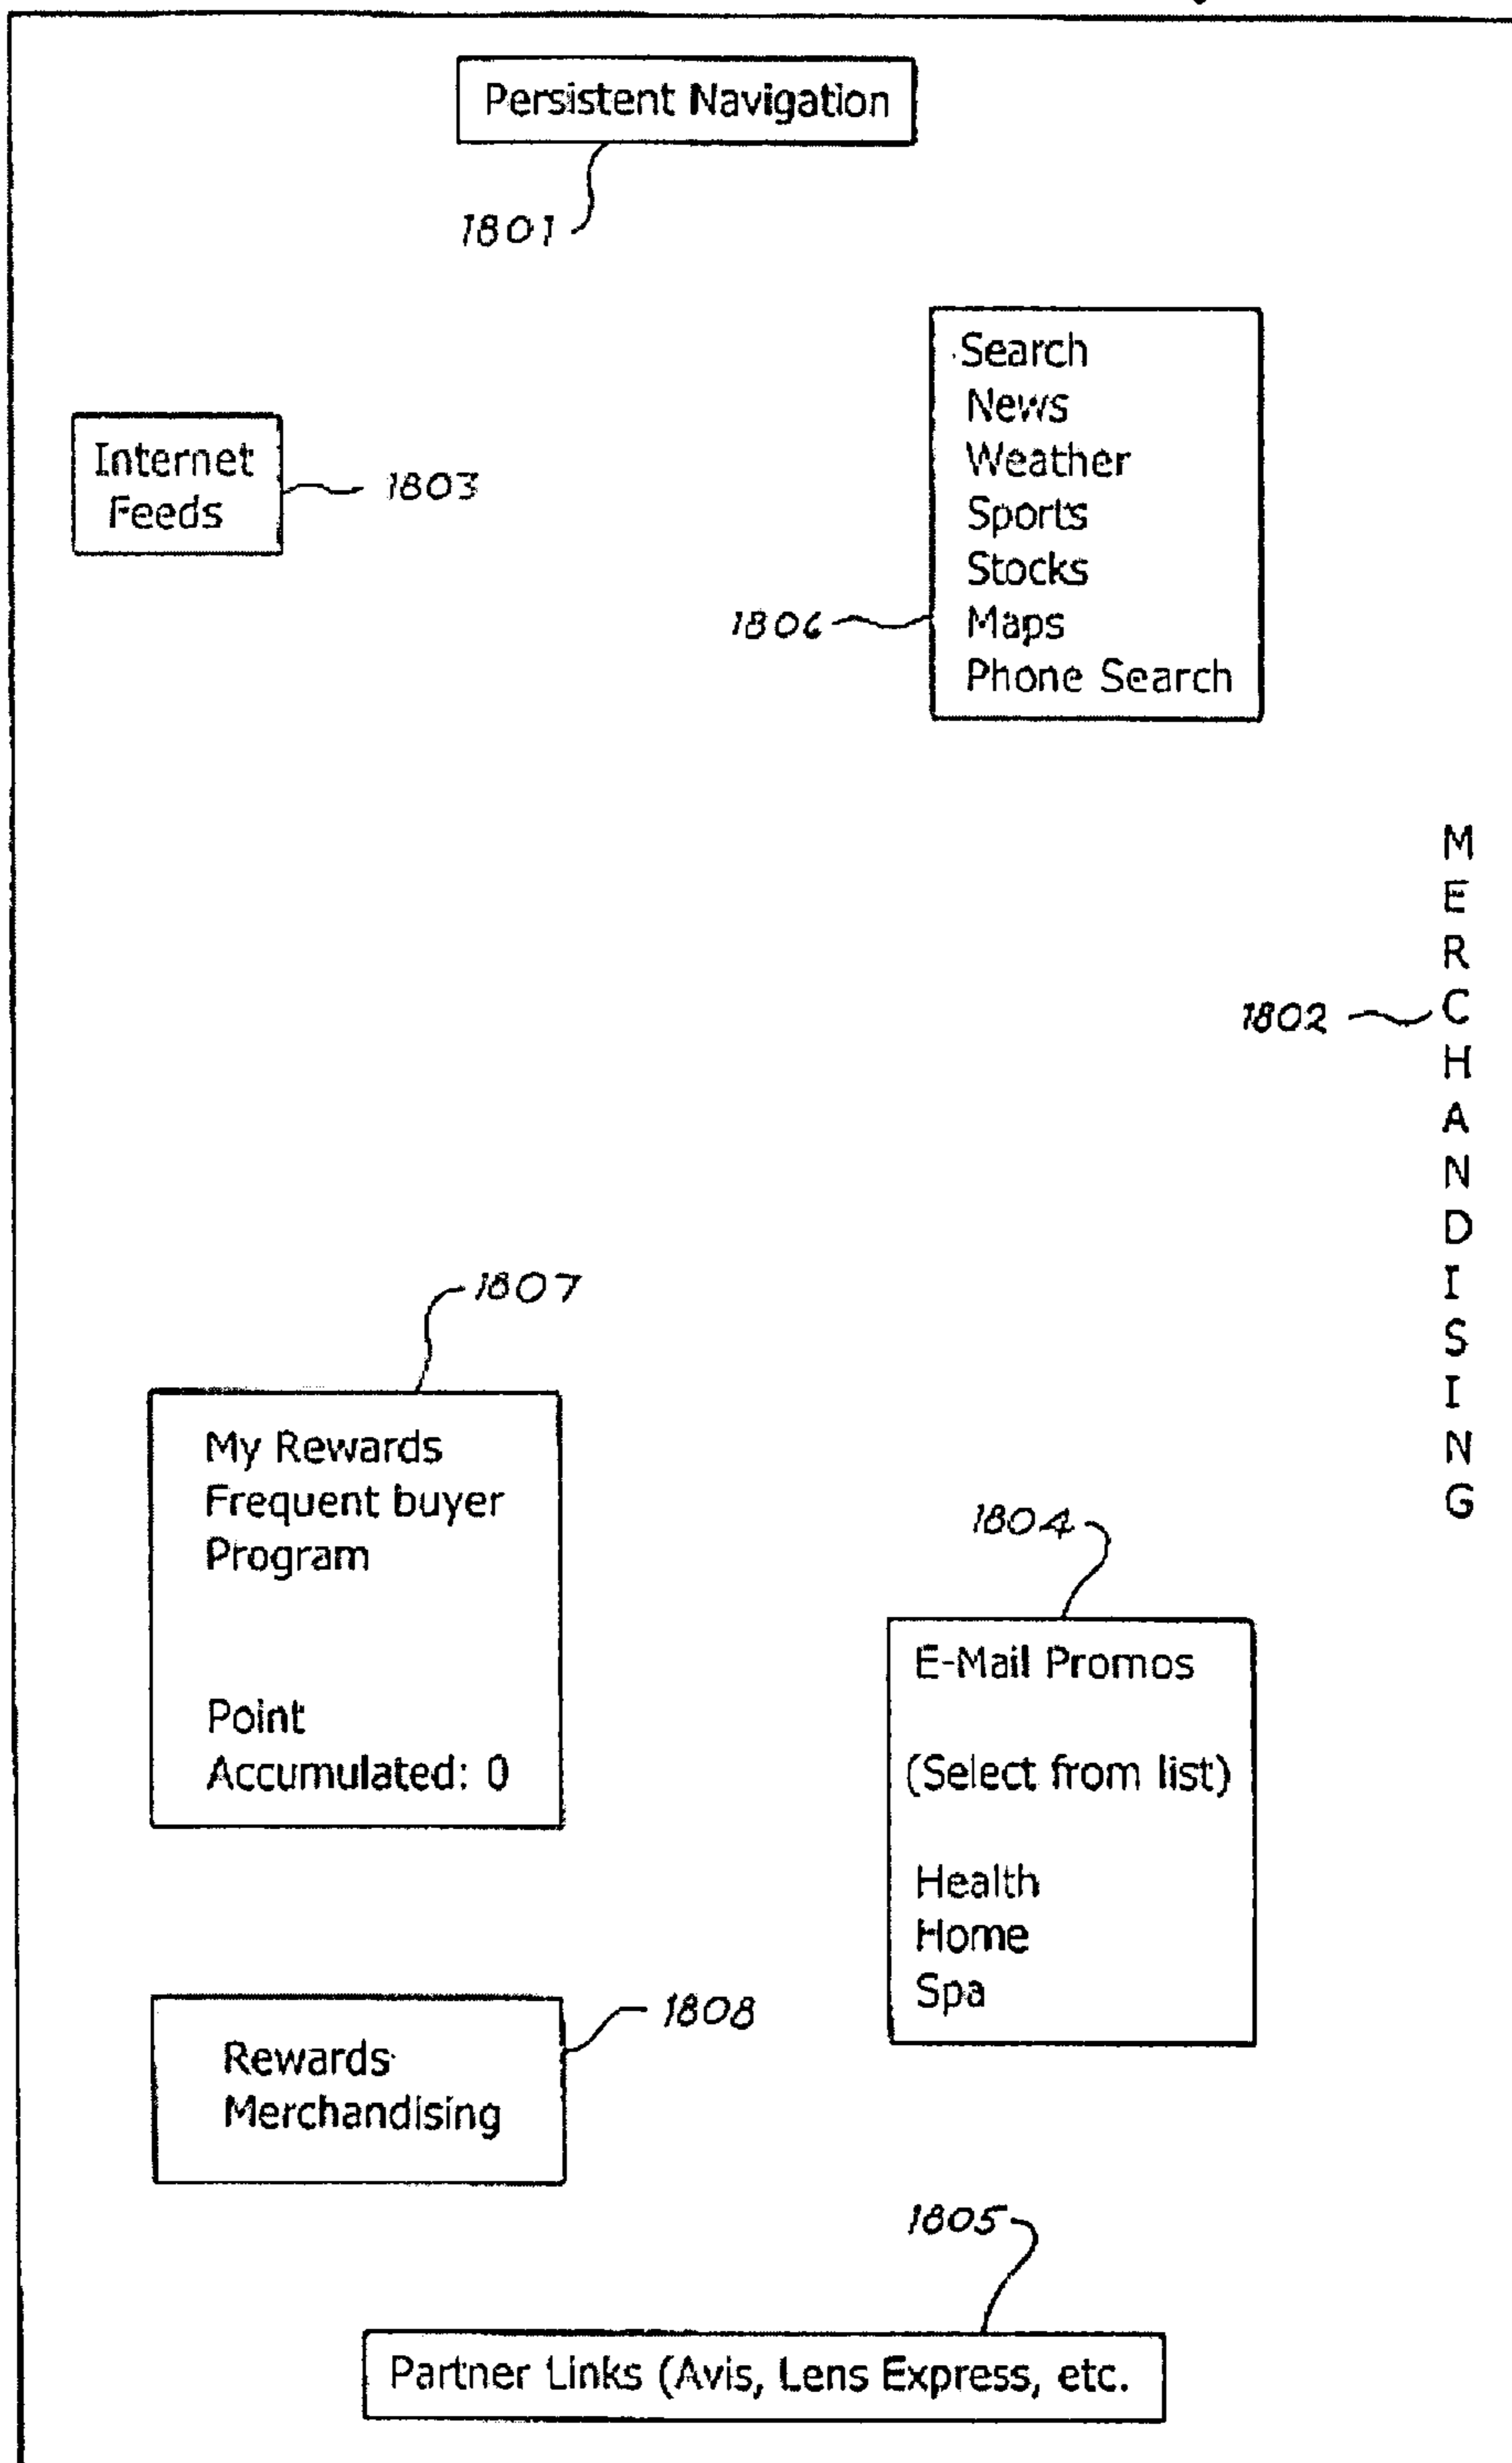 Persistent Navigation
1801
Search
News
Weather
Sports
Stocks
Maps
Phone Search
1806
Internet
Feeds
1803
MERCHANDISING
1802
1807
My Rewards
Frequent buyer
Program
Point
Accumulated: 0
1804
E-Mail Promos
(Select from list)
Health
Home
Spa
Rewards
Merchandising
1808
1805
Partner Links (Avis, Lens Express, etc.